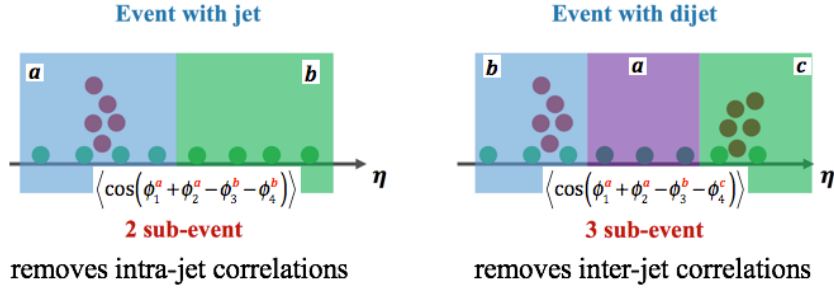 Event with jet
a b
η
⟨cos(ϕ₁ᵃ + ϕ₂ᵃ − ϕ₃ᵇ − ϕ₄ᵇ)⟩
2 sub-event
removes intra-jet correlations
Event with dijet
b a c
η
⟨cos(ϕ₁ᵃ + ϕ₂ᵃ − ϕ₃ᵇ − ϕ₄ᶜ)⟩
3 sub-event
removes inter-jet correlations